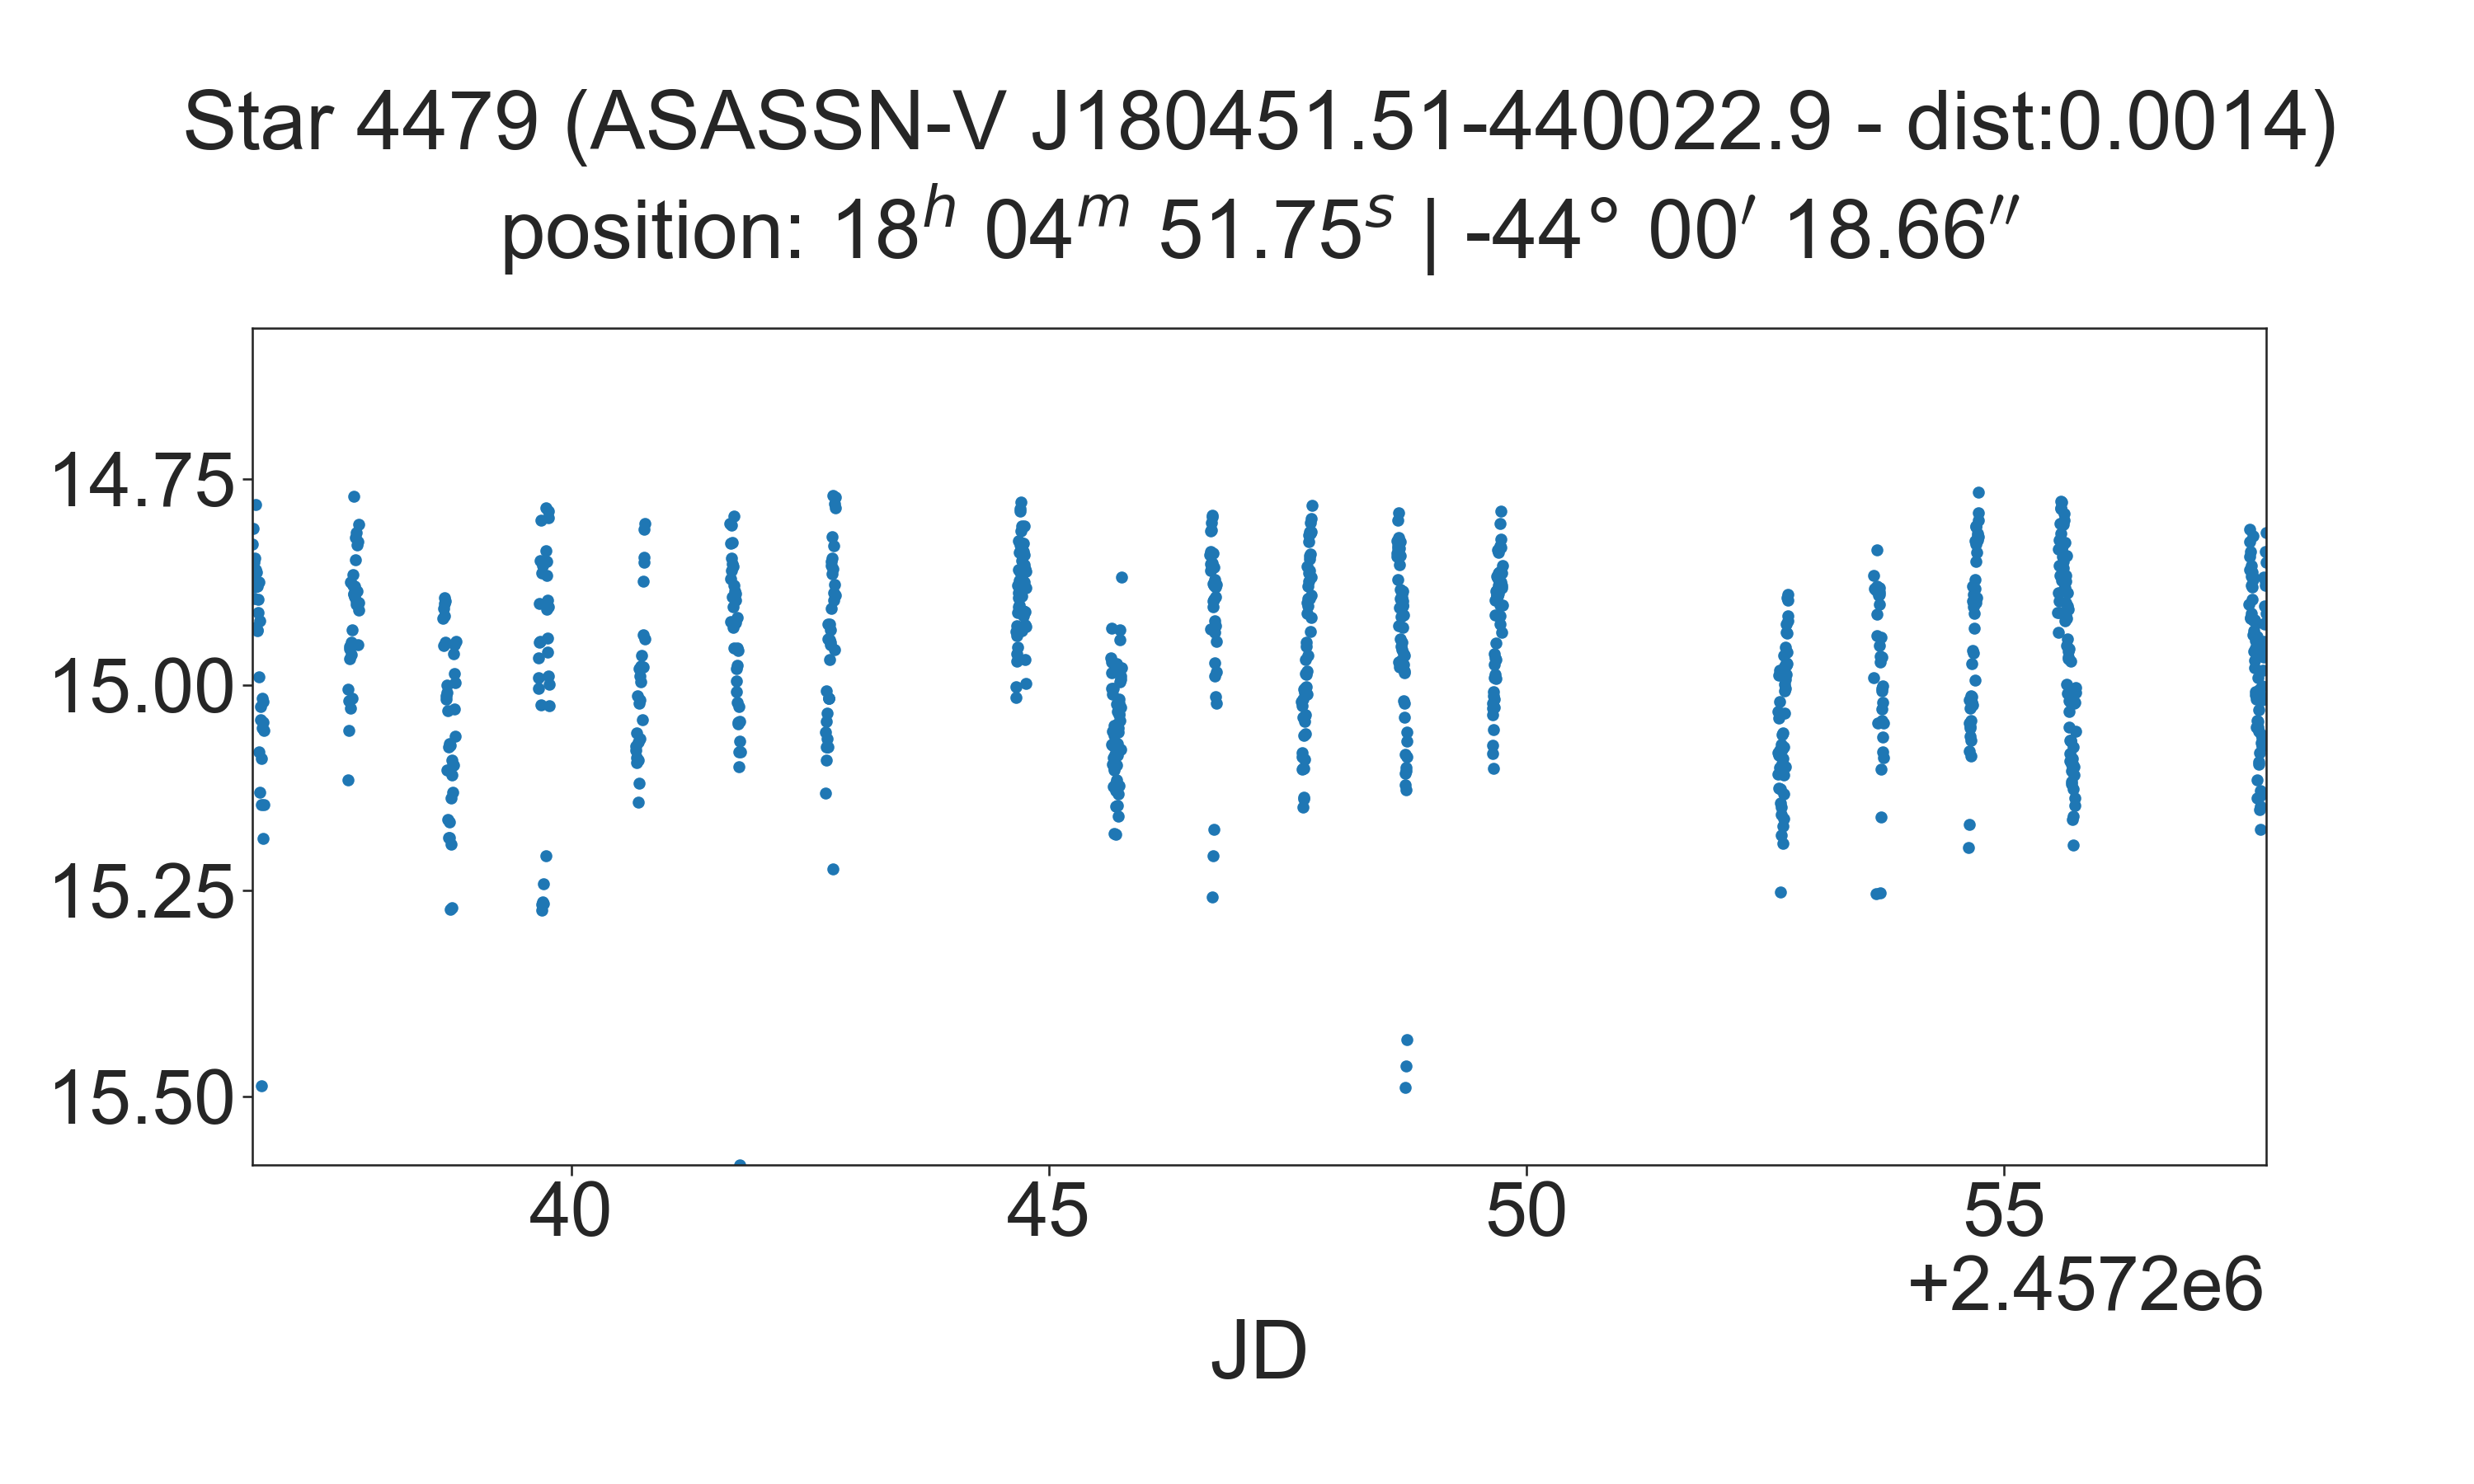 Star 4479 (ASASSN-V J180451.51-440022.9 - dist:0.0014)
position: 18h 04m 51.75s | -44° 00′ 18.66′′
14.75
15.00
15.25
15.50
40 45 50 55
+2.4572e6
JD